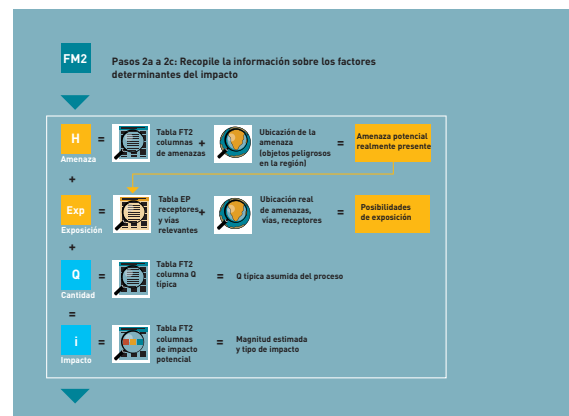 FM2
Pasos 2a a 2c: Recopile la información sobre los factores
determinantes del impacto
H
Amenaza
=
Tabla FT2
columnas
de amenazas
+
Ubicazión de la
amenaza
(objetos peligrosos
en la región)
=
Amenaza potencial
realmente presente
+
Exp
Exposición
=
Tabla EP
receptores
y vías
relevantes
+
Ubicación real
de amenazas,
vías, receptores
=
Posibilidades
de exposición
+
Q
Cantidad
=
Tabla FT2
columna Q
típica
=
Q típica asumida del proceso
=
i
Impacto
=
Tabla FT2
columnas
de impacto
potencial
=
Magnitud estimada
y tipo de impacto